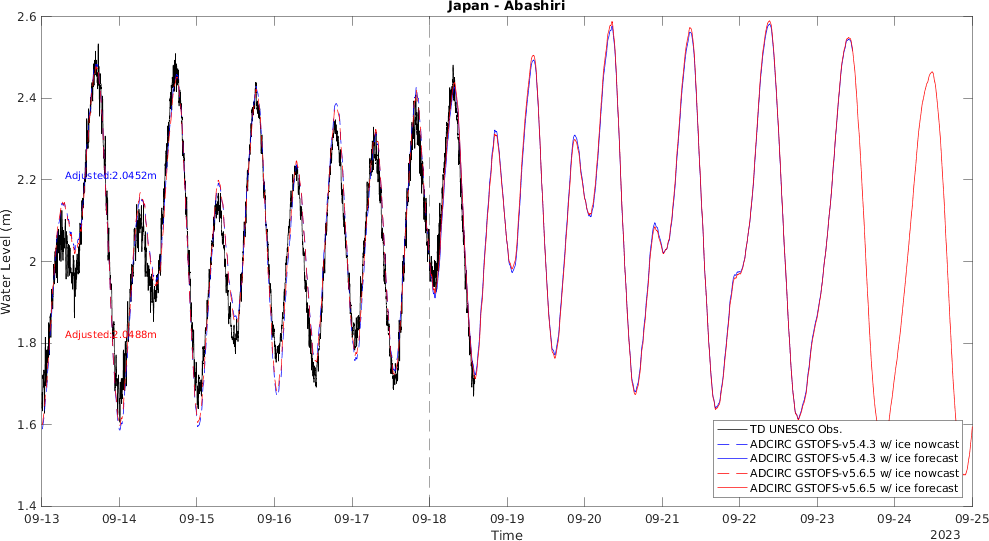 Japan - Abashiri
2.6
2.4
2.2
2
1.8
1.6
1.4
Water Level (m)
Adjusted:2.0452m
Adjusted:2.0488m
TD UNESCO Obs.
ADCIRC GSTOFS-v5.4.3 w/ ice nowcast
ADCIRC GSTOFS-v5.4.3 w/ ice forecast
ADCIRC GSTOFS-v5.6.5 w/ ice nowcast
ADCIRC GSTOFS-v5.6.5 w/ ice forecast
09-13 09-14 09-15 09-16 09-17 09-18 09-19 09-20 09-21 09-22 09-23 09-24 09-25
Time
2023